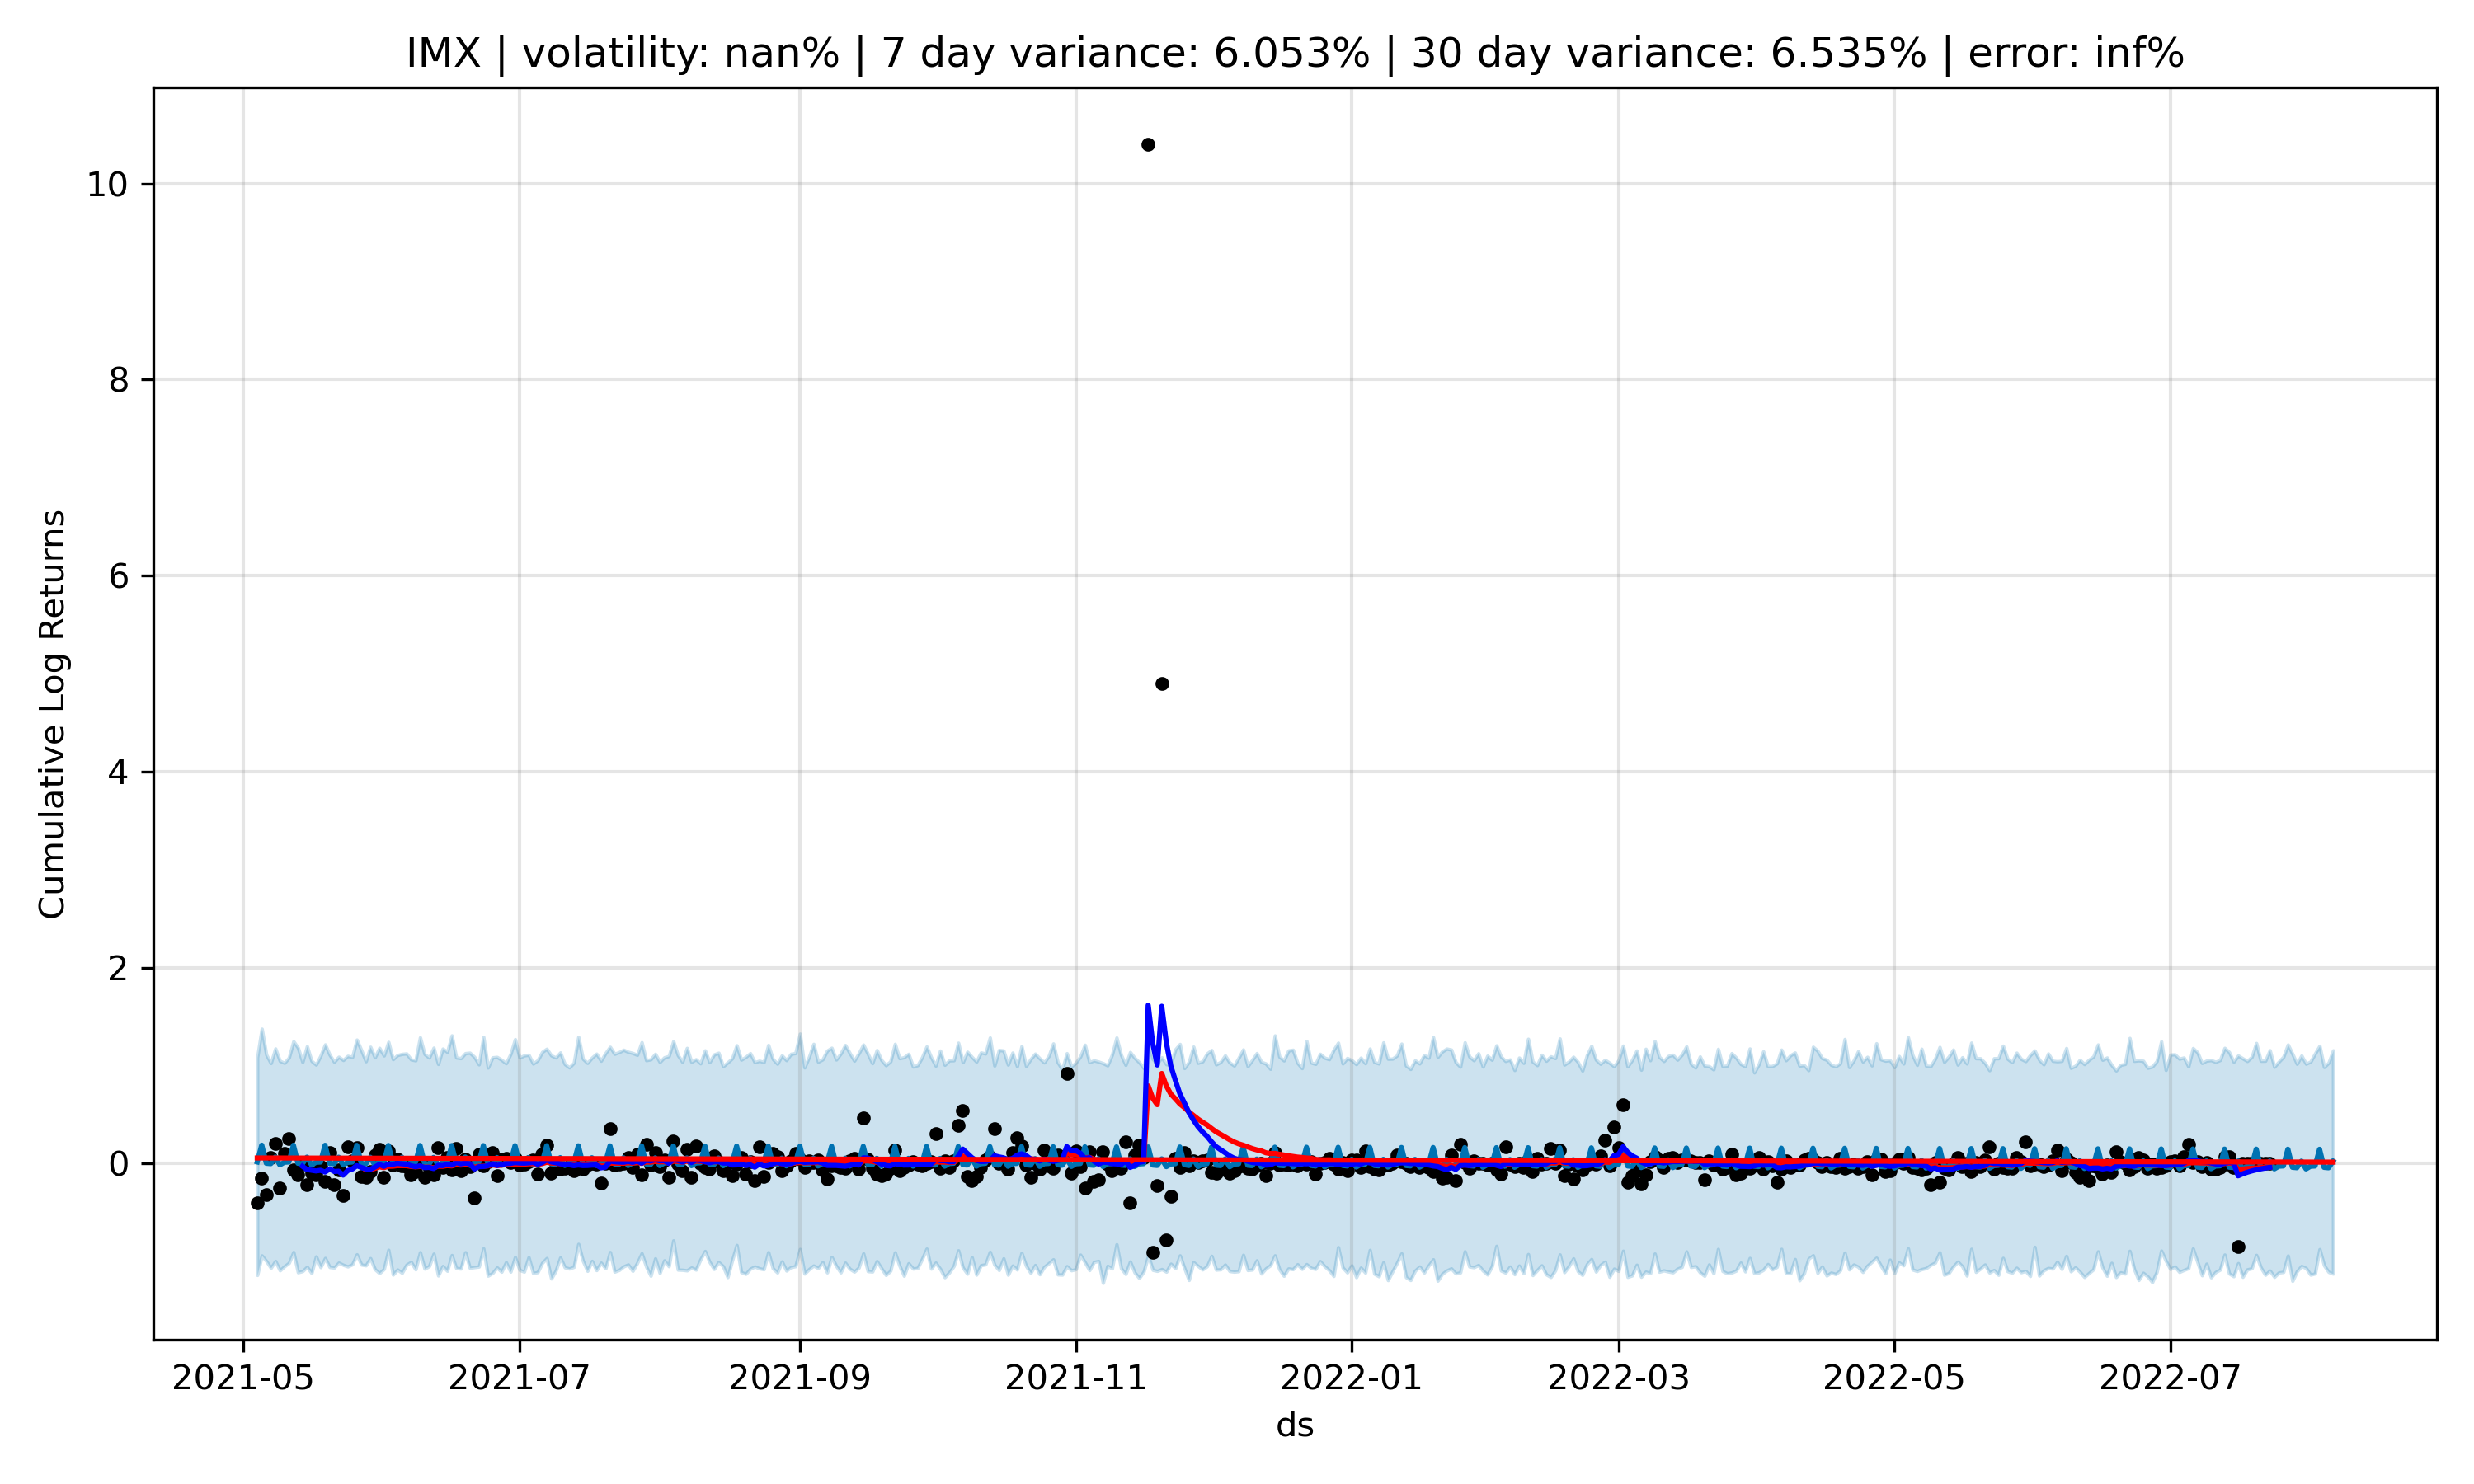 IMX | volatility: nan% | 7 day variance: 6.053% | 30 day variance: 6.535% | error: inf%
Cumulative Log Returns
10
8
6
4
2
0
2021-05 2021-07 2021-09 2021-11 2022-01 2022-03 2022-05 2022-07
ds